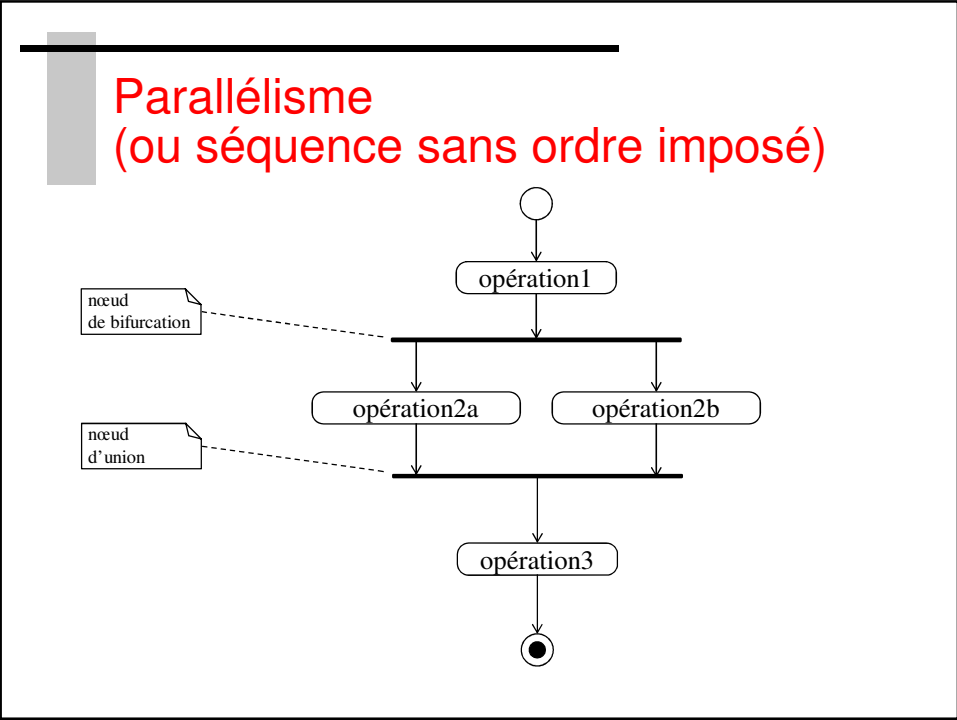 Parallélisme
(ou séquence sans ordre imposé)
opération1
nœud
de bifurcation
opération2a
opération2b
nœud
d’union
opération3